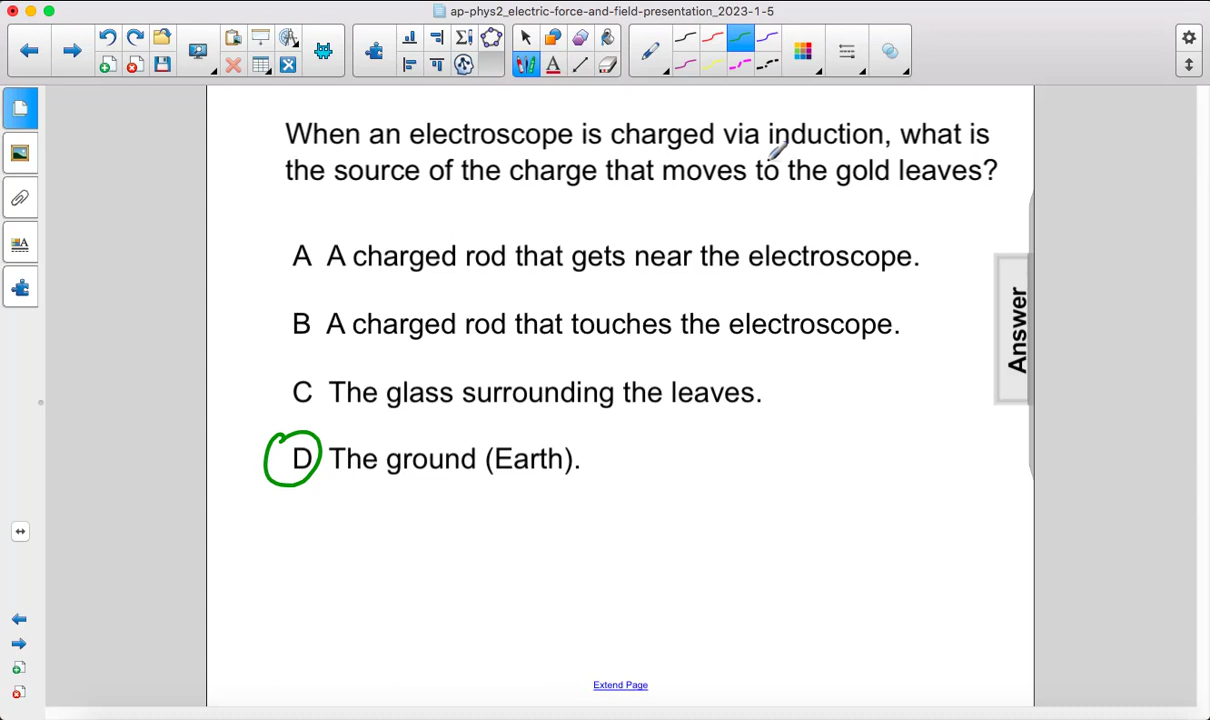 ap-phys2_electric-force-and-field-presentation_2023-1-5
When an electroscope is charged via induction, what is
the source of the charge that moves to the gold leaves?
A A charged rod that gets near the electroscope.
B A charged rod that touches the electroscope.
C The glass surrounding the leaves.
D The ground (Earth).
Answer
Extend Page